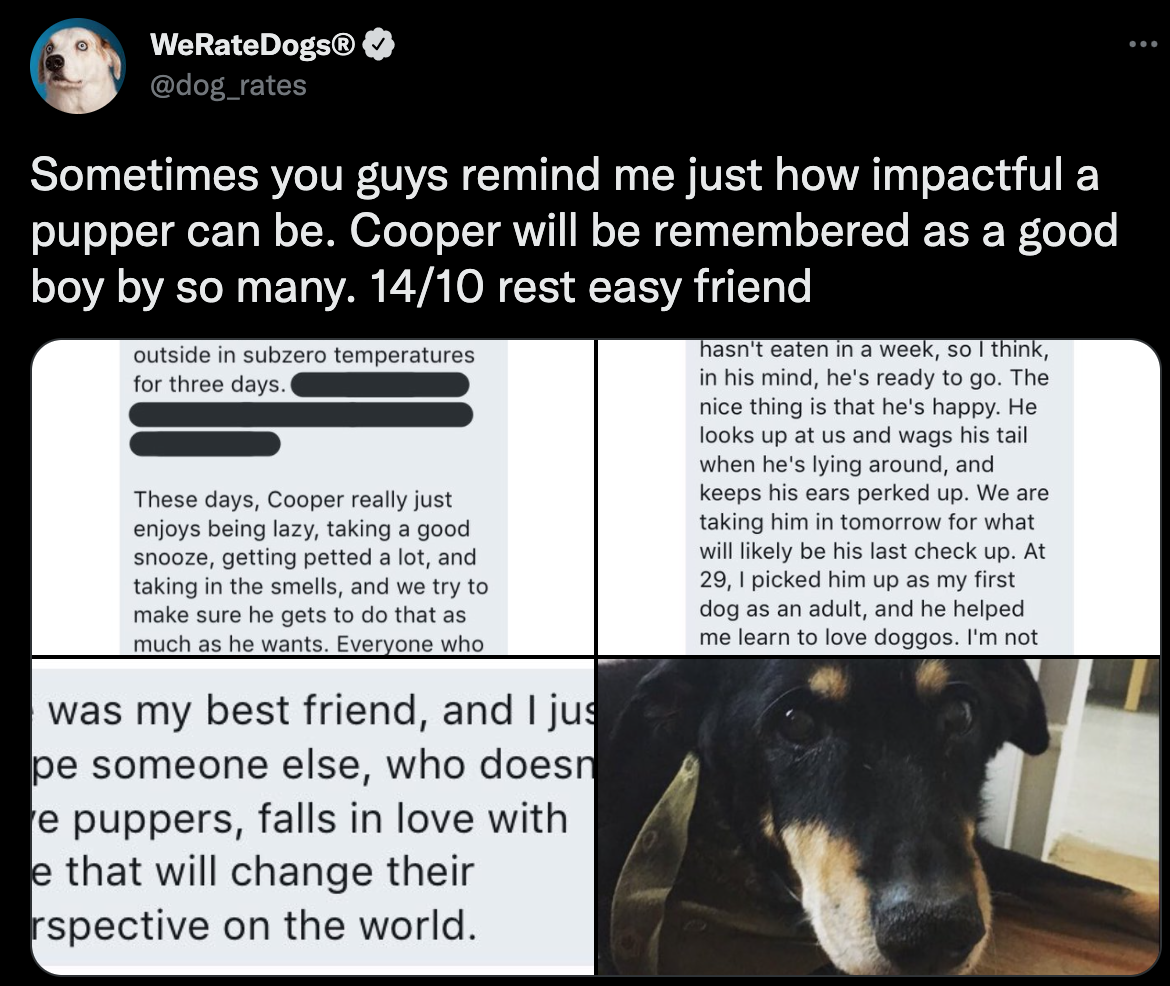 WeRateDogs®
@dog_rates
Sometimes you guys remind me just how impactful a
pupper can be. Cooper will be remembered as a good
boy by so many. 14/10 rest easy friend
outside in subzero temperatures
for three days.
These days, Cooper really just
enjoys being lazy, taking a good
snooze, getting petted a lot, and
taking in the smells, and we try to
make sure he gets to do that as
much as he wants. Everyone who
hasn't eaten in a week, so I think,
in his mind, he's ready to go. The
nice thing is that he's happy. He
looks up at us and wags his tail
when he's lying around, and
keeps his ears perked up. We are
taking him in tomorrow for what
will likely be his last check up. At
29, I picked him up as my first
dog as an adult, and he helped
me learn to love doggos. I'm not
was my best friend, and I jus
pe someone else, who doesn
e puppers, falls in love with
e that will change their
rspective on the world.